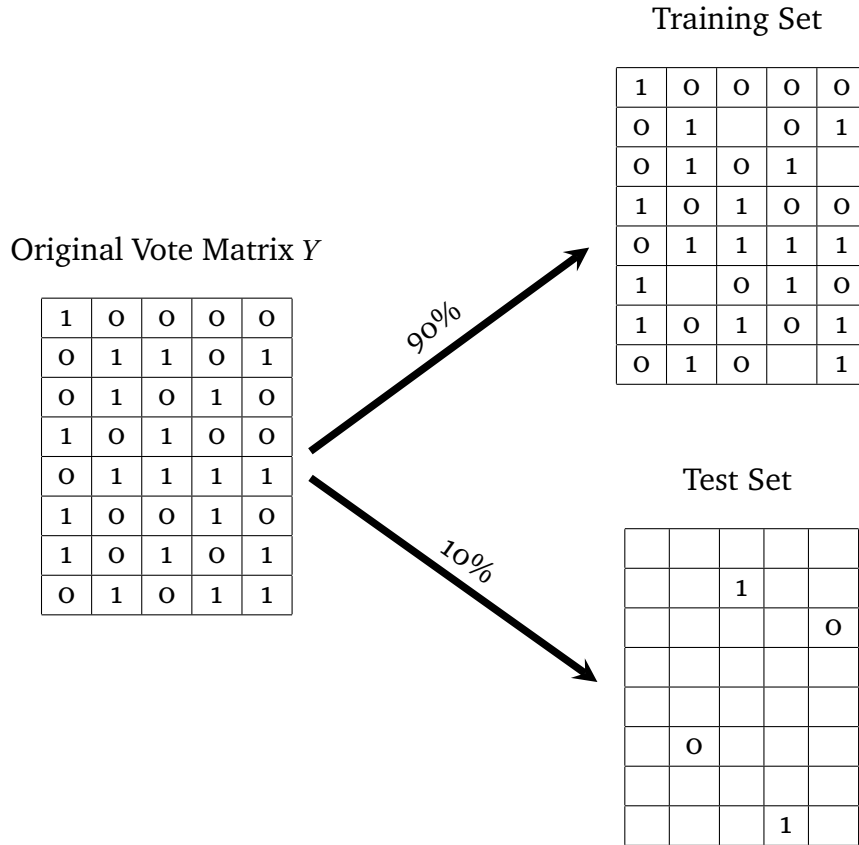 Training Set
1 0 0 0 0
0 1 0 1
0 1 0 1
1 0 1 0 0
0 1 1 1 1
1 0 1 0
1 0 1 0 1
0 1 0 1
Original Vote Matrix Y
1 0 0 0 0
0 1 1 0 1
0 1 0 1 0
1 0 1 0 0
0 1 1 1 1
1 0 0 1 0
1 0 1 0 1
0 1 0 1 1
90%
10%
Test Set
1
0
0
1